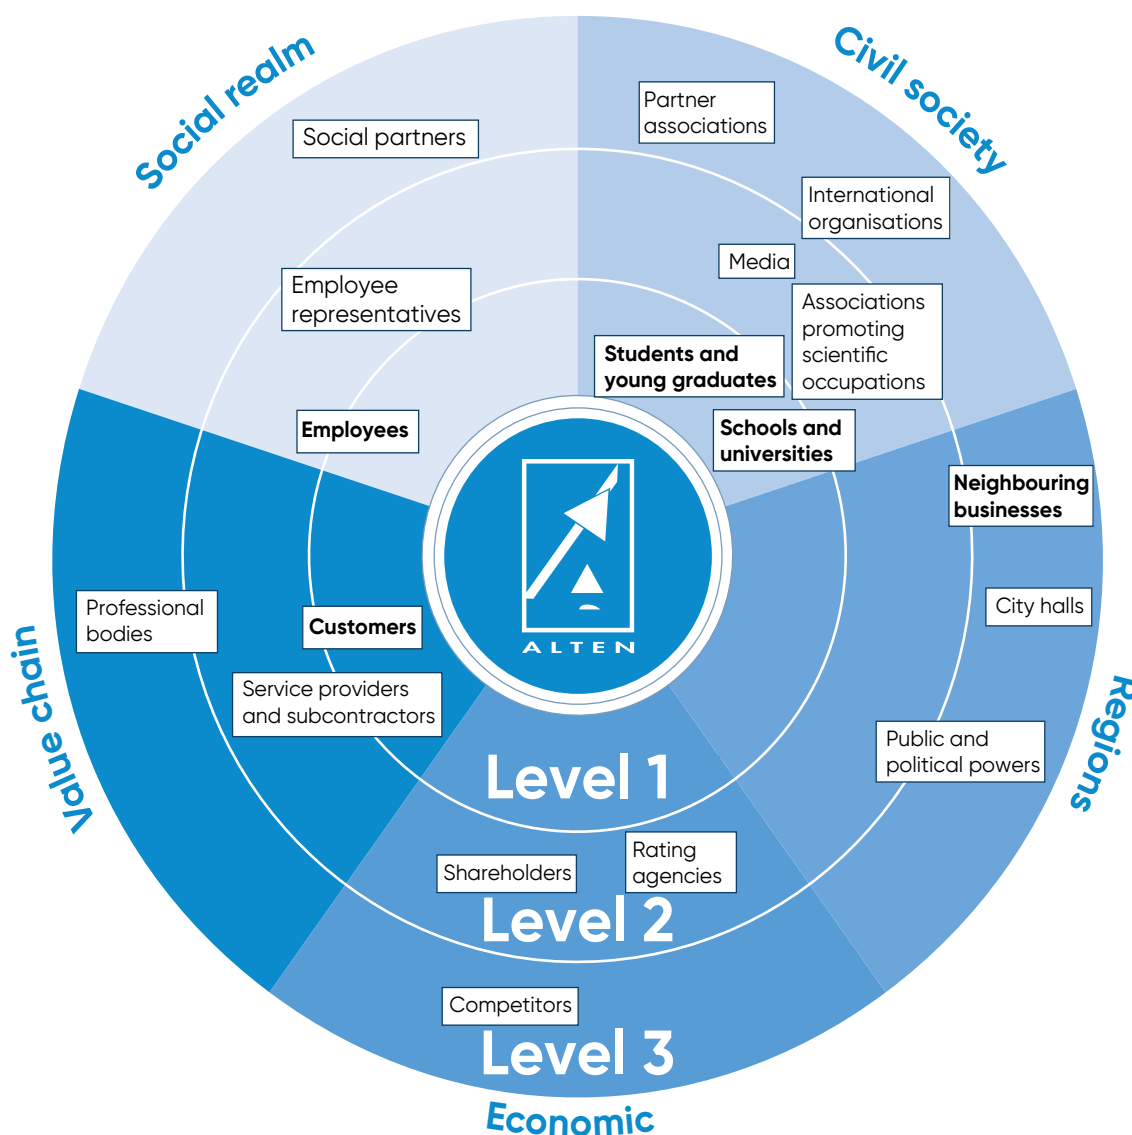 Social realm
Civil society
Partner
associations
Social partners
International
organisations
Media
Employee
representatives
Associations
promoting
scientific
occupations
Students and
young graduates
Employees
Schools and
universities
Neighbouring
businesses
ALTEN
Professional
bodies
Customers
City halls
Value chain
Service providers
and subcontractors
Regions
Public and
political powers
Level 1
Shareholders
Rating
agencies
Level 2
Competitors
Level 3
Economic